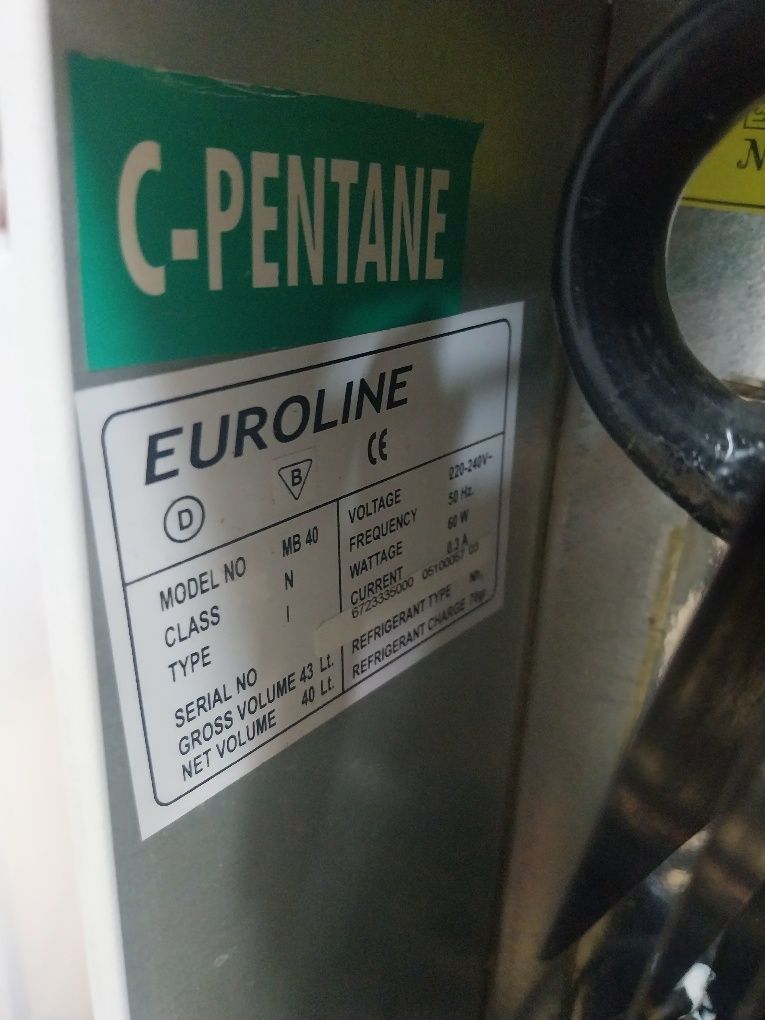 C-PENTANE
EUROLINE
D B CE
MODEL NO MB 40
CLASS N
TYPE I
SERIAL NO
GROSS VOLUME 43 Lt.
NET VOLUME 40 Lt.
VOLTAGE 220-240V~
FREQUENCY 50 Hz.
WATTAGE 60 W
CURRENT 0.3 A
6723335000
REFRIGERANT TYPE
REFRIGERANT CHARGE
N